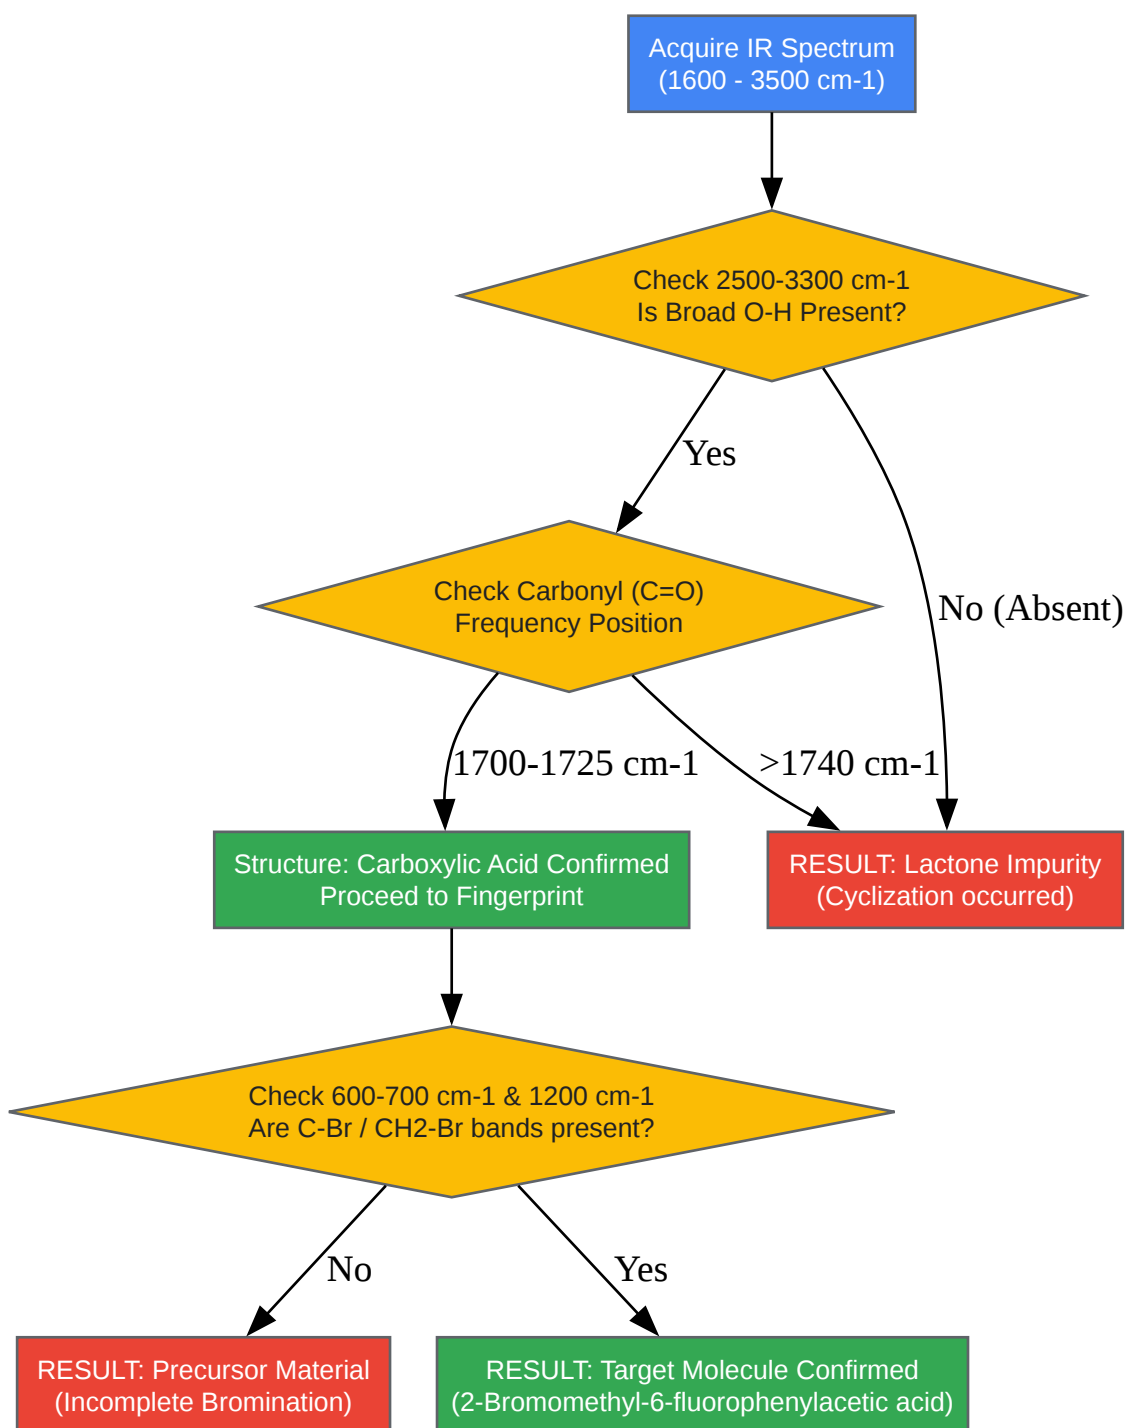 Acquire IR Spectrum
(1600 - 3500 cm-1)
Check 2500-3300 cm-1
Is Broad O-H Present?
Yes
Check Carbonyl (C=O)
Frequency Position
No (Absent)
1700-1725 cm-1
>1740 cm-1
Structure: Carboxylic Acid Confirmed
Proceed to Fingerprint
RESULT: Lactone Impurity
(Cyclization occurred)
Check 600-700 cm-1 & 1200 cm-1
Are C-Br / CH2-Br bands present?
No
Yes
RESULT: Precursor Material
(Incomplete Bromination)
RESULT: Target Molecule Confirmed
(2-Bromomethyl-6-fluorophenylacetic acid)